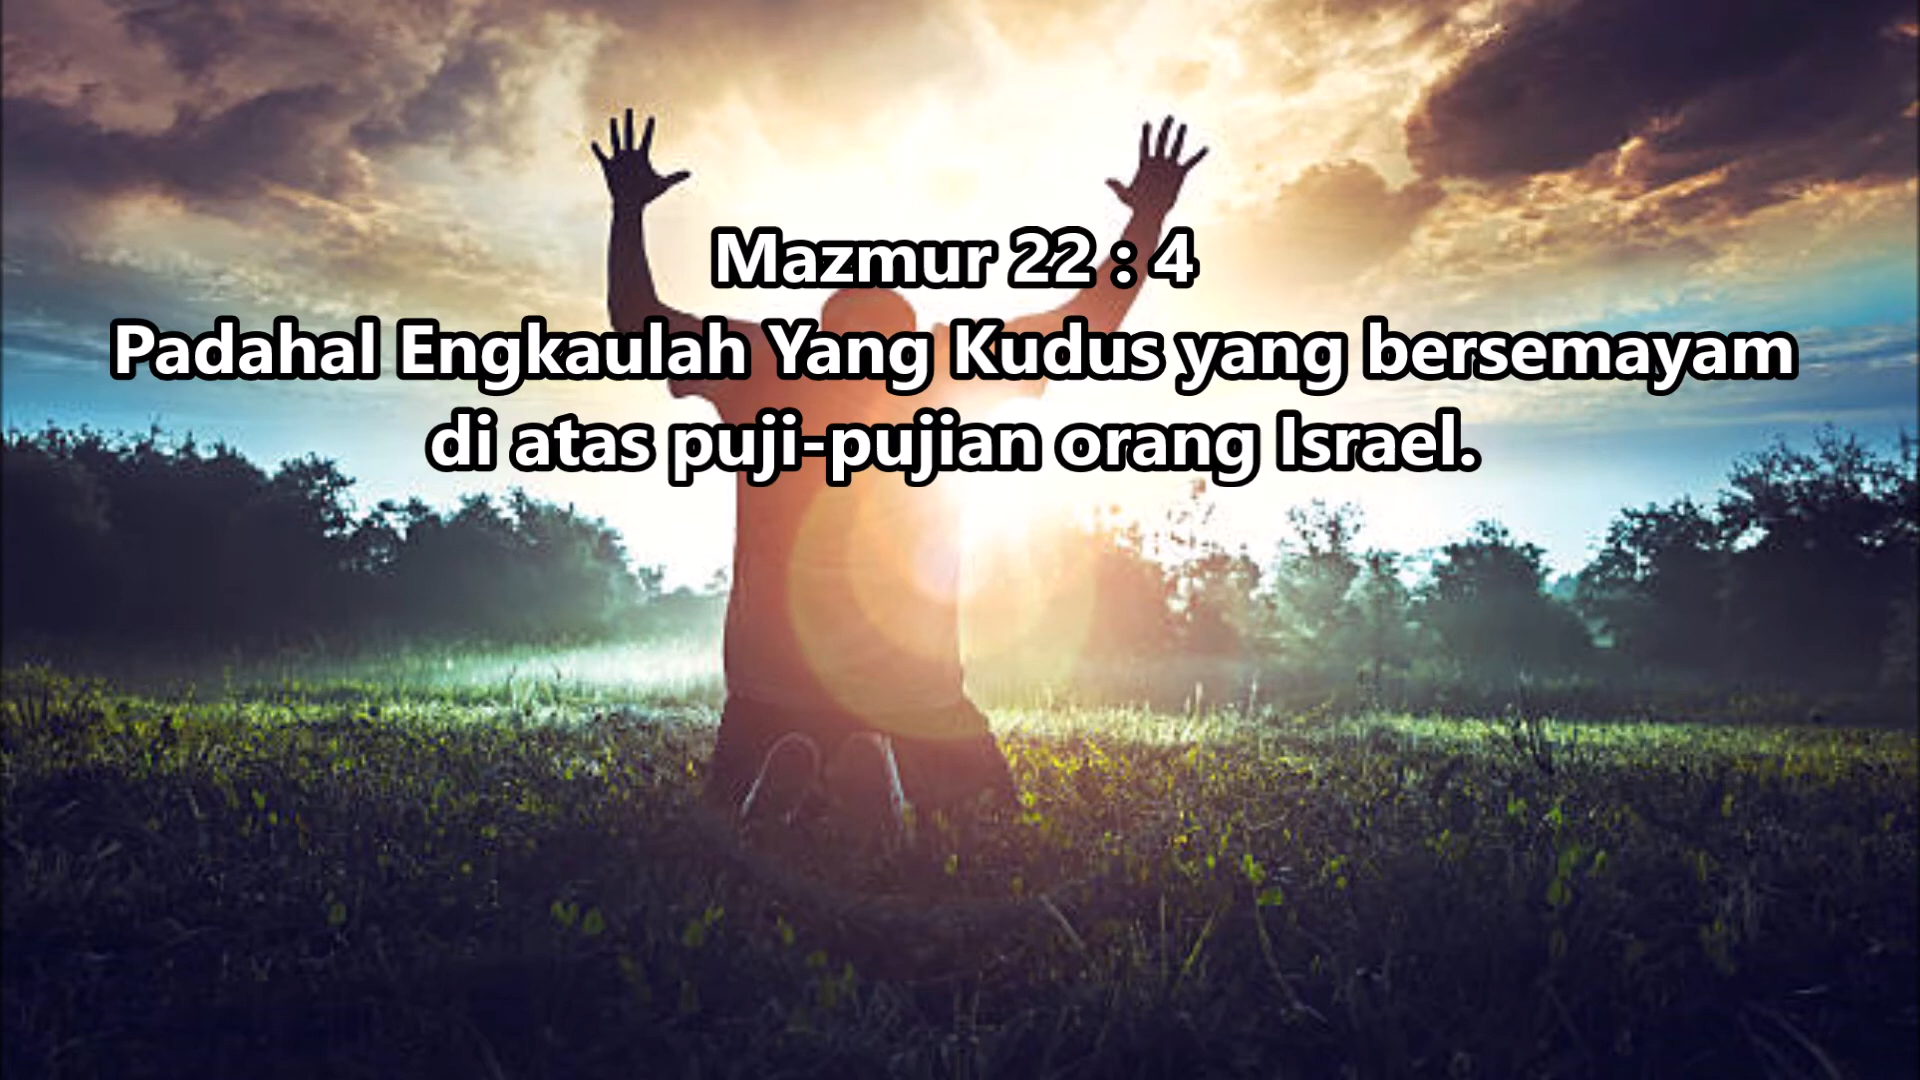 Mazmur 22 : 4
Padahal Engkaulah Yang Kudus yang bersemayam
di atas puji-pujian orang Israel.